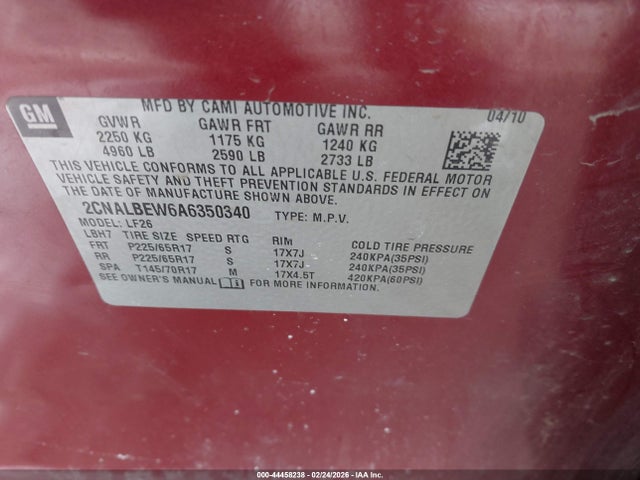 GM
MFD BY CAMI AUTOMOTIVE INC. 04/10
GVWR GAWR FRT GAWR RR
2250 KG 1175 KG 1240 KG
4960 LB 2590 LB 2733 LB
THIS VEHICLE CONFORMS TO ALL APPLICABLE U.S. FEDERAL MOTOR
VEHICLE SAFETY AND THEFT PREVENTION STANDARDS IN EFFECT ON
THE DATE OF MANUFACTURE SHOWN ABOVE.
2CNALBEW6A6350340 TYPE: M.P.V.
MODEL: LF26
LBH7 TIRE SIZE SPEED RTG RIM COLD TIRE PRESSURE
FRT P225/65R17 S 17X7J 240KPA(35PSI)
RR P225/65R17 S 17X7J 240KPA(35PSI)
SPA T145/70R17 M 17X4.5T 420KPA(60PSI)
SEE OWNER'S MANUAL FOR MORE INFORMATION.
000-44458238 - 02/24/2026 - IAA Inc.